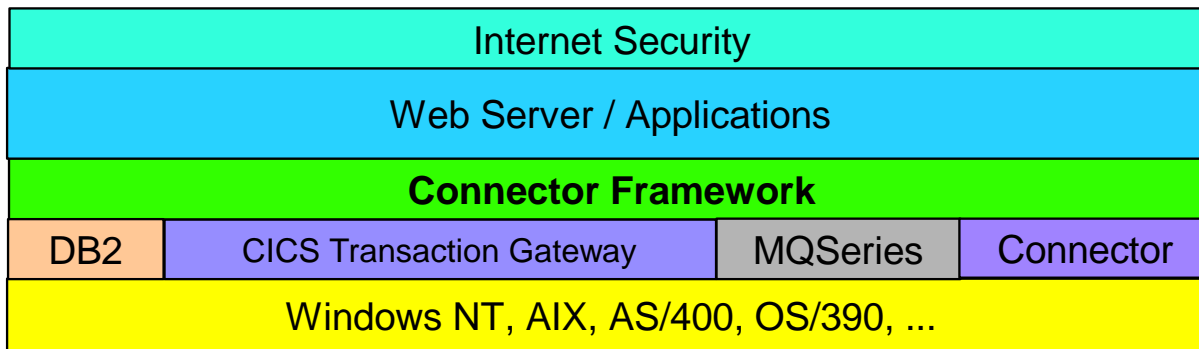 Internet Security
Web Server / Applications
Connector Framework
DB2 CICS Transaction Gateway MQSeries Connector
Windows NT, AIX, AS/400, OS/390, ...